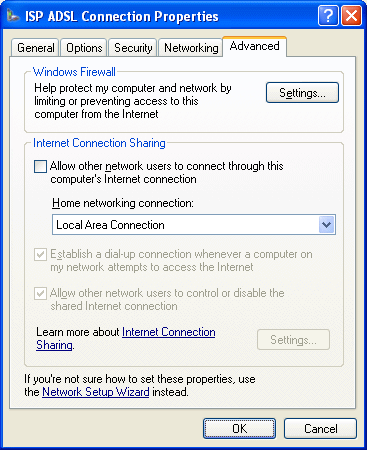 ISP ADSL Connection Properties
General Options Security Networking Advanced
Windows Firewall
Help protect my computer and network by
limiting or preventing access to this
computer from the Internet
Settings...
Internet Connection Sharing
Allow other network users to connect through this
computer's Internet connection
Home networking connection:
Local Area Connection
Establish a dial-up connection whenever a computer on
my network attempts to access the Internet
Allow other network users to control or disable the
shared Internet connection
Learn more about Internet Connection
Sharing.
Settings...
If you're not sure how to set these properties, use
the Network Setup Wizard instead.
OK Cancel